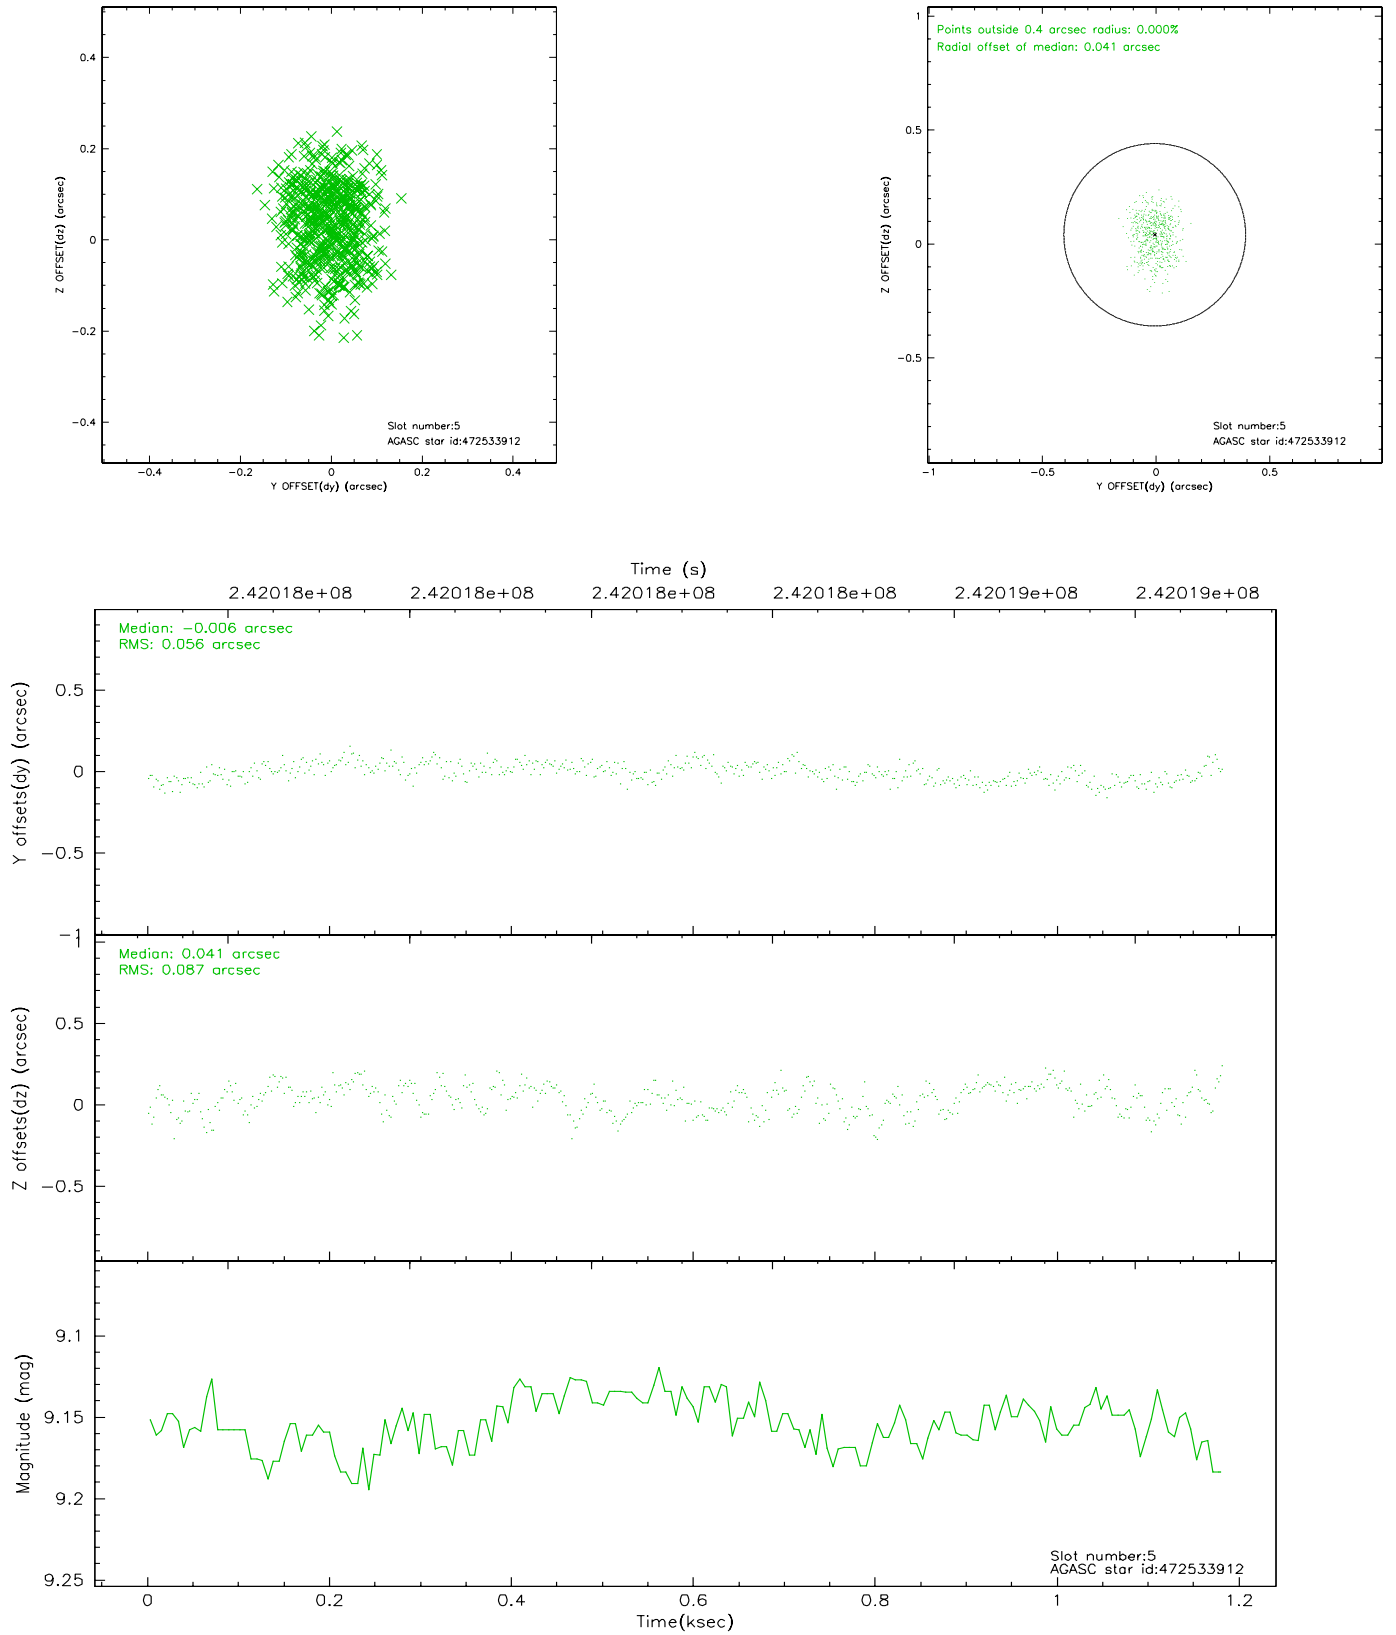 0.4
0.2
0
−0.2
−0.4
Z OFFSET(dz) (arcsec)
Slot number:5
AGASC star id:472533912
−0.4 −0.2 0 0.2 0.4
Y OFFSET(dy) (arcsec)
Points outside 0.4 arcsec radius: 0.000%
Radial offset of median: 0.041 arcsec
1
0.5
0
−0.5
Z OFFSET(dz) (arcsec)
Slot number:5
AGASC star id:472533912
−1 −0.5 0 0.5
Y OFFSET(dy) (arcsec)
Time (s)
2.42018e+08 2.42018e+08 2.42018e+08 2.42018e+08 2.42019e+08 2.42019e+08
Median: −0.006 arcsec
RMS: 0.056 arcsec
0.5
0
−0.5
−1
Y offsets(dy) (arcsec)
Median: 0.041 arcsec
RMS: 0.087 arcsec
1
0.5
0
−0.5
Z offsets(dz) (arcsec)
9.1
9.15
9.2
9.25
Magnitude (mag)
Slot number:5
AGASC star id:472533912
0 0.2 0.4 0.6 0.8 1 1.2
Time(ksec)